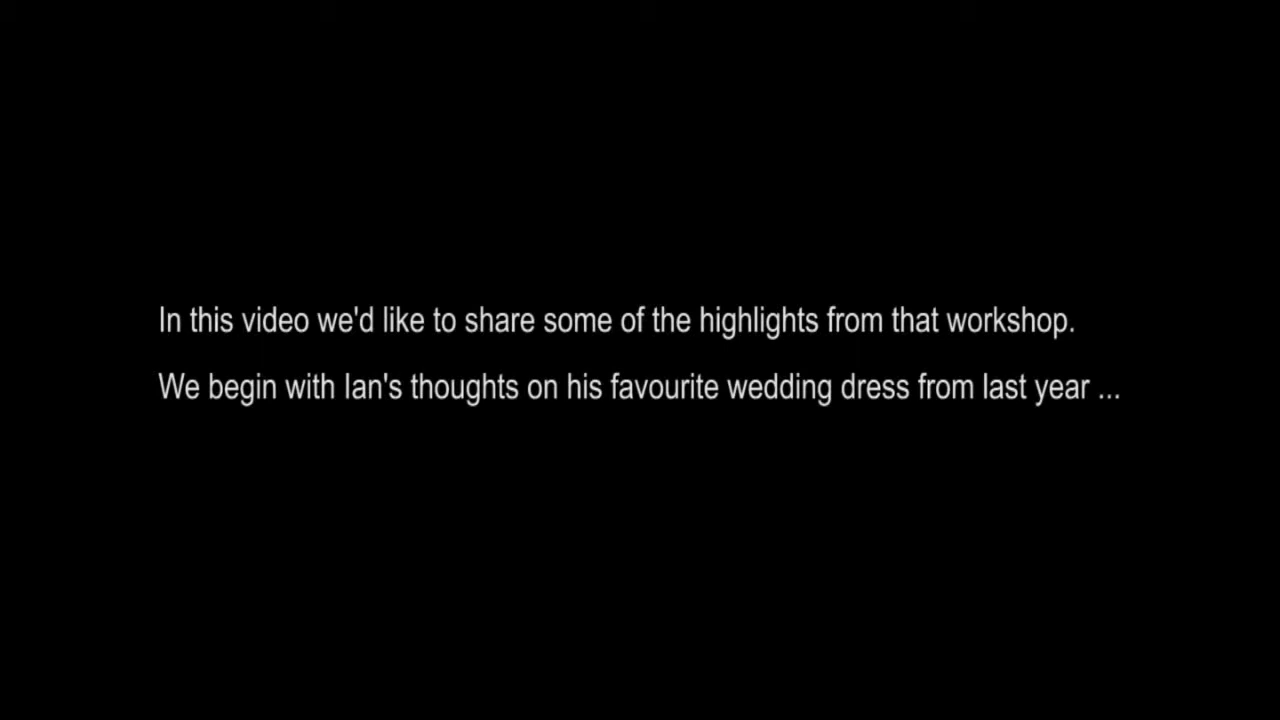 In this video we'd like to share some of the highlights from that workshop.
We begin with Ian's thoughts on his favourite wedding dress from last year ...